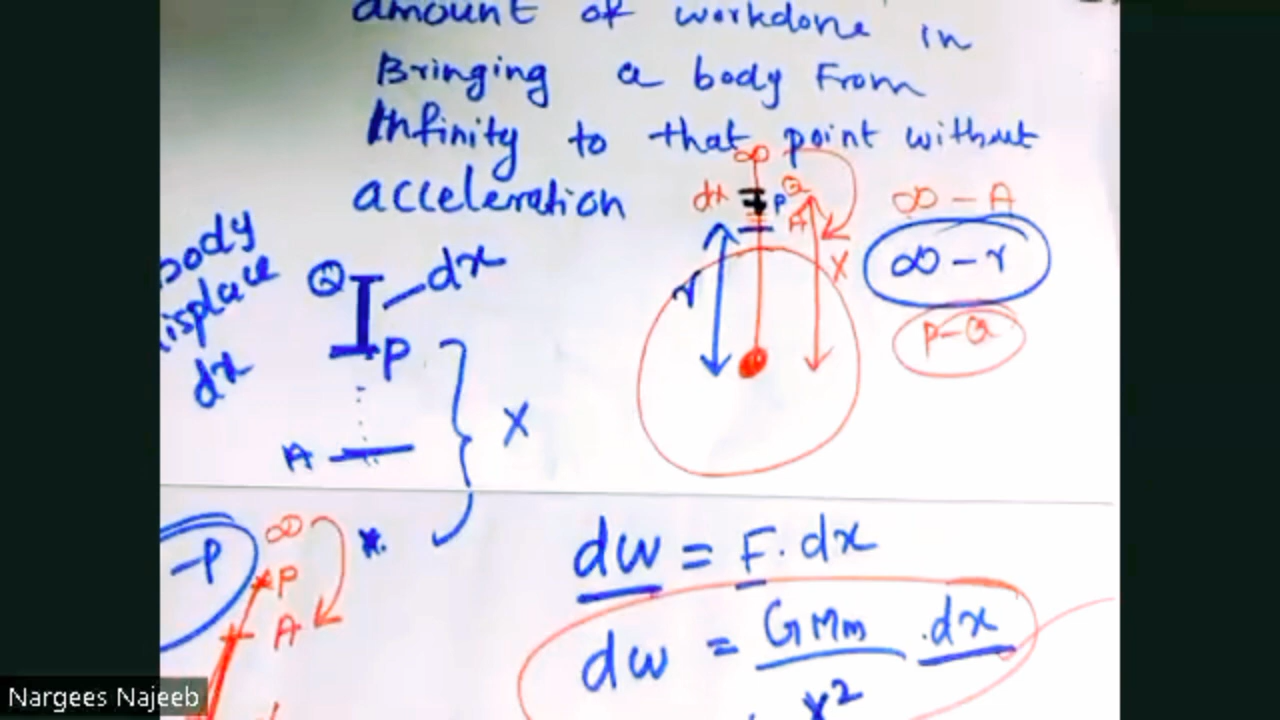 amount of workdone in
Bringing a body From
Infinity to that point without
acceleration
∞
dx P Q
A
∞ - A
r
X
∞ - r
P - Q
body
displace
dx
Q dx
P
X
A
-P
∞
P
A
x.
dw = F. dx
dw = GMm .dx
x²
Nargees Najeeb